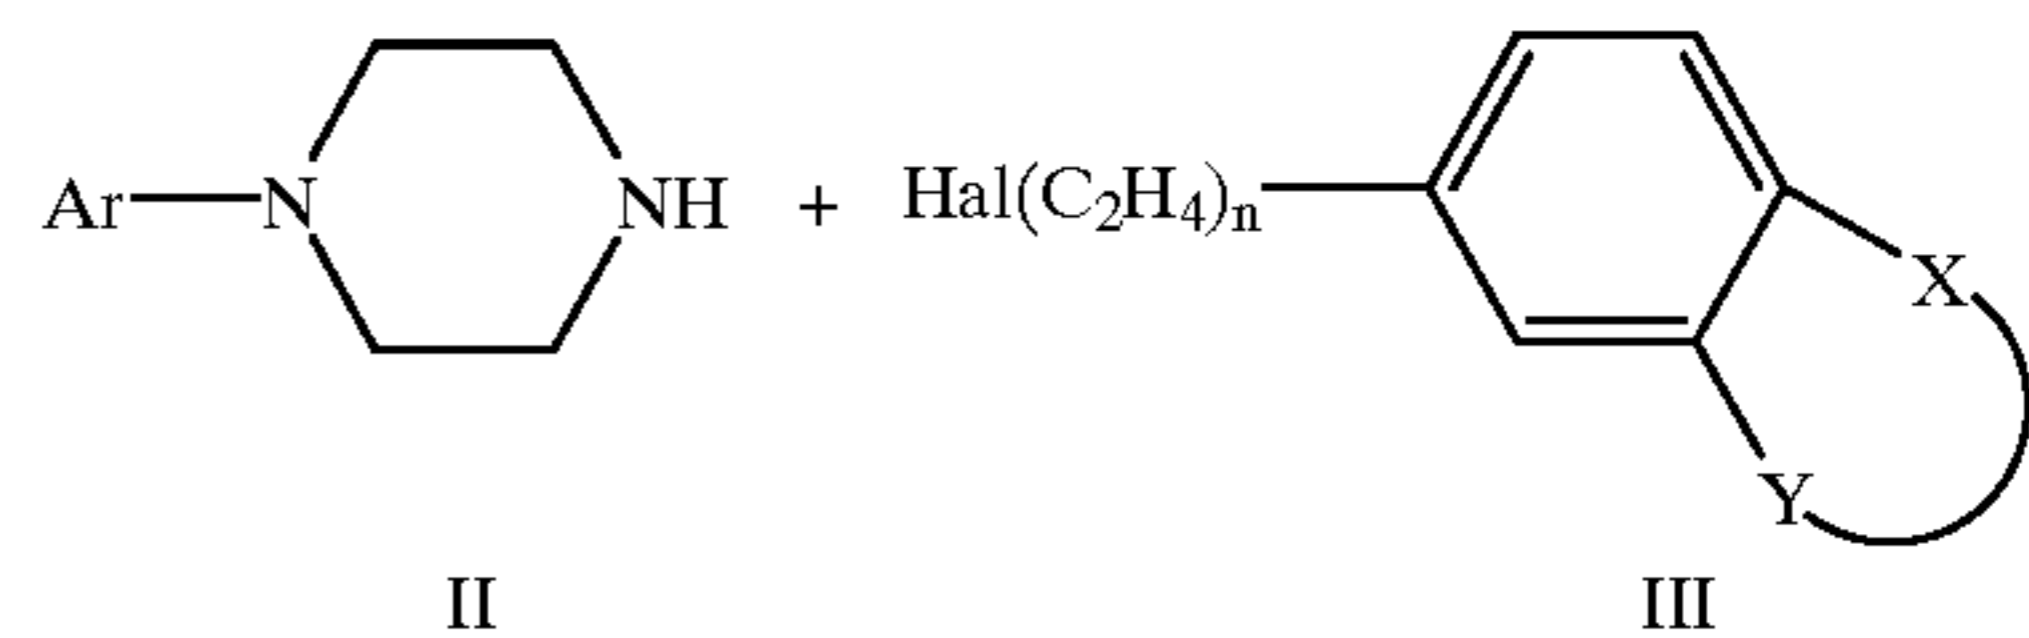 Ar N NH + Hal(C₂H₄)ₙ X
Y
II III